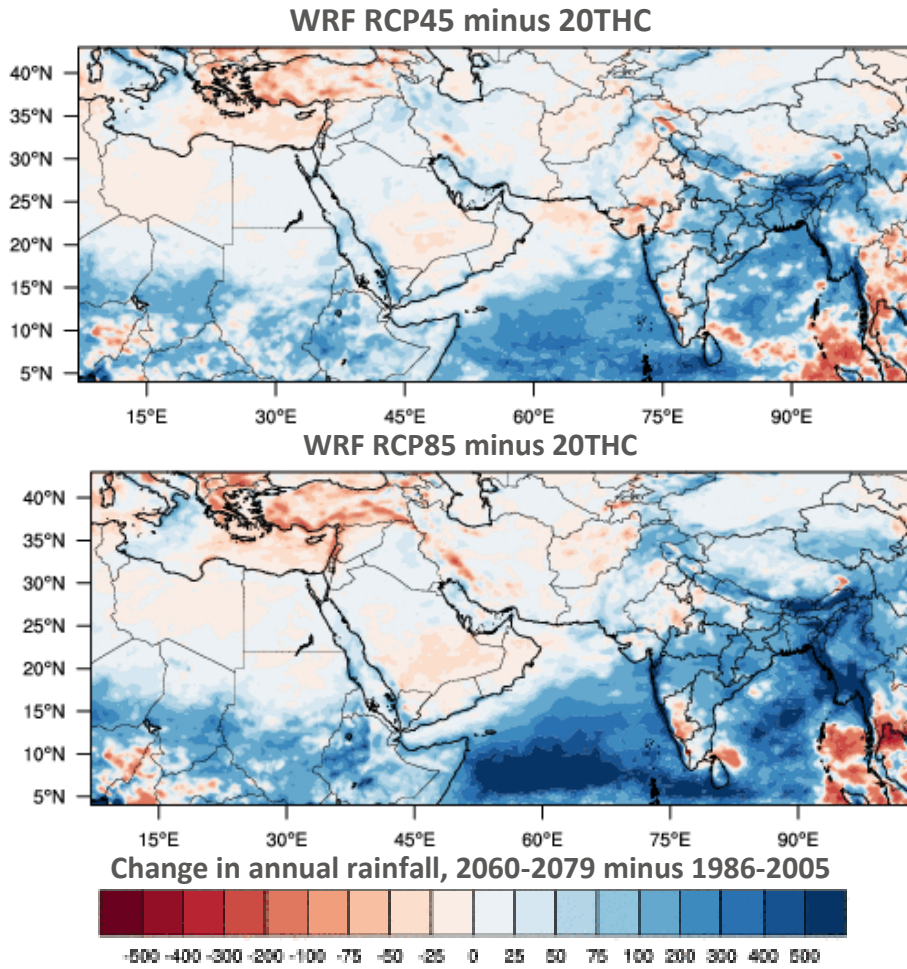 WRF RCP45 minus 20THC
40°N
35°N
30°N
25°N
20°N
15°N
10°N
5°N
15°E 30°E 45°E 60°E 75°E 90°E
WRF RCP85 minus 20THC
40°N
35°N
30°N
25°N
20°N
15°N
10°N
5°N
15°E 30°E 45°E 60°E 75°E 90°E
Change in annual rainfall, 2060-2079 minus 1986-2005
-500 -400 -300 -200 -100 -75 -50 -25 0 25 50 75 100 200 300 400 500